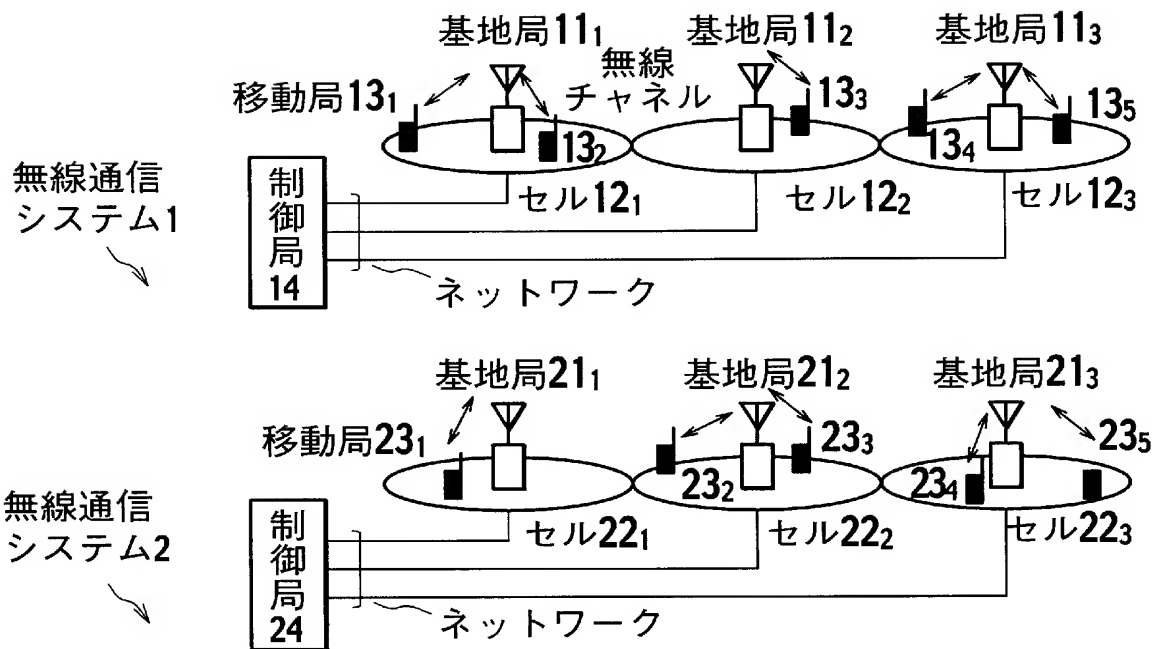 基地局11₁
基地局11₂
基地局11₃
無線
チャネル
移動局13₁
13₂
13₃
13₄
13₅
無線通信
システム1
制御局14
セル12₁
セル12₂
セル12₃
ネットワーク
基地局21₁
基地局21₂
基地局21₃
移動局23₁
23₂
23₃
23₄
23₅
無線通信
システム2
制御局24
セル22₁
セル22₂
セル22₃
ネットワーク